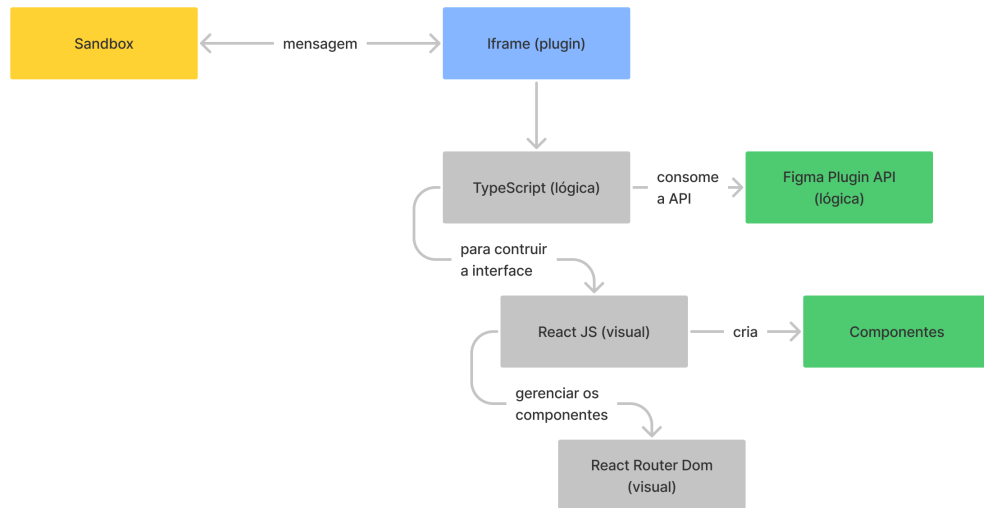 Sandbox
mensagem
Iframe (plugin)
TypeScript (lógica)
consome
a API
Figma Plugin API
(lógica)
para contruir
a interface
React JS (visual)
cria
Componentes
gerenciar os
componentes
React Router Dom
(visual)